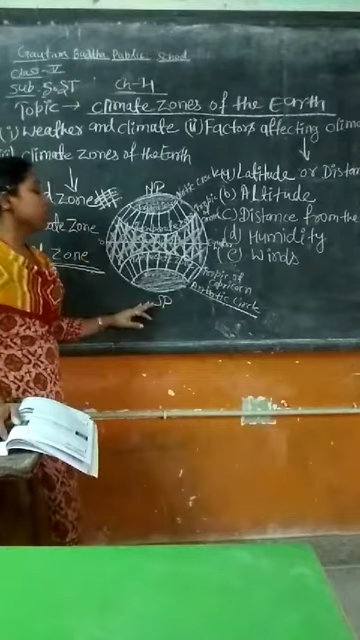 Gautam Buddha Public School
Class - V
Sub. S.ST Ch-4
Topic → climate zones of the Earth
(i) Weather and climate (ii) Factors affecting clima
climate zones of the Earth
(a) Latitude or Distan
zone
(b) Altitude
ate Zone
(c) Distance from the
zone
(d) Humidity
(e) Winds
NP
Tropic of
Capricorn
Antarctic circle
SP